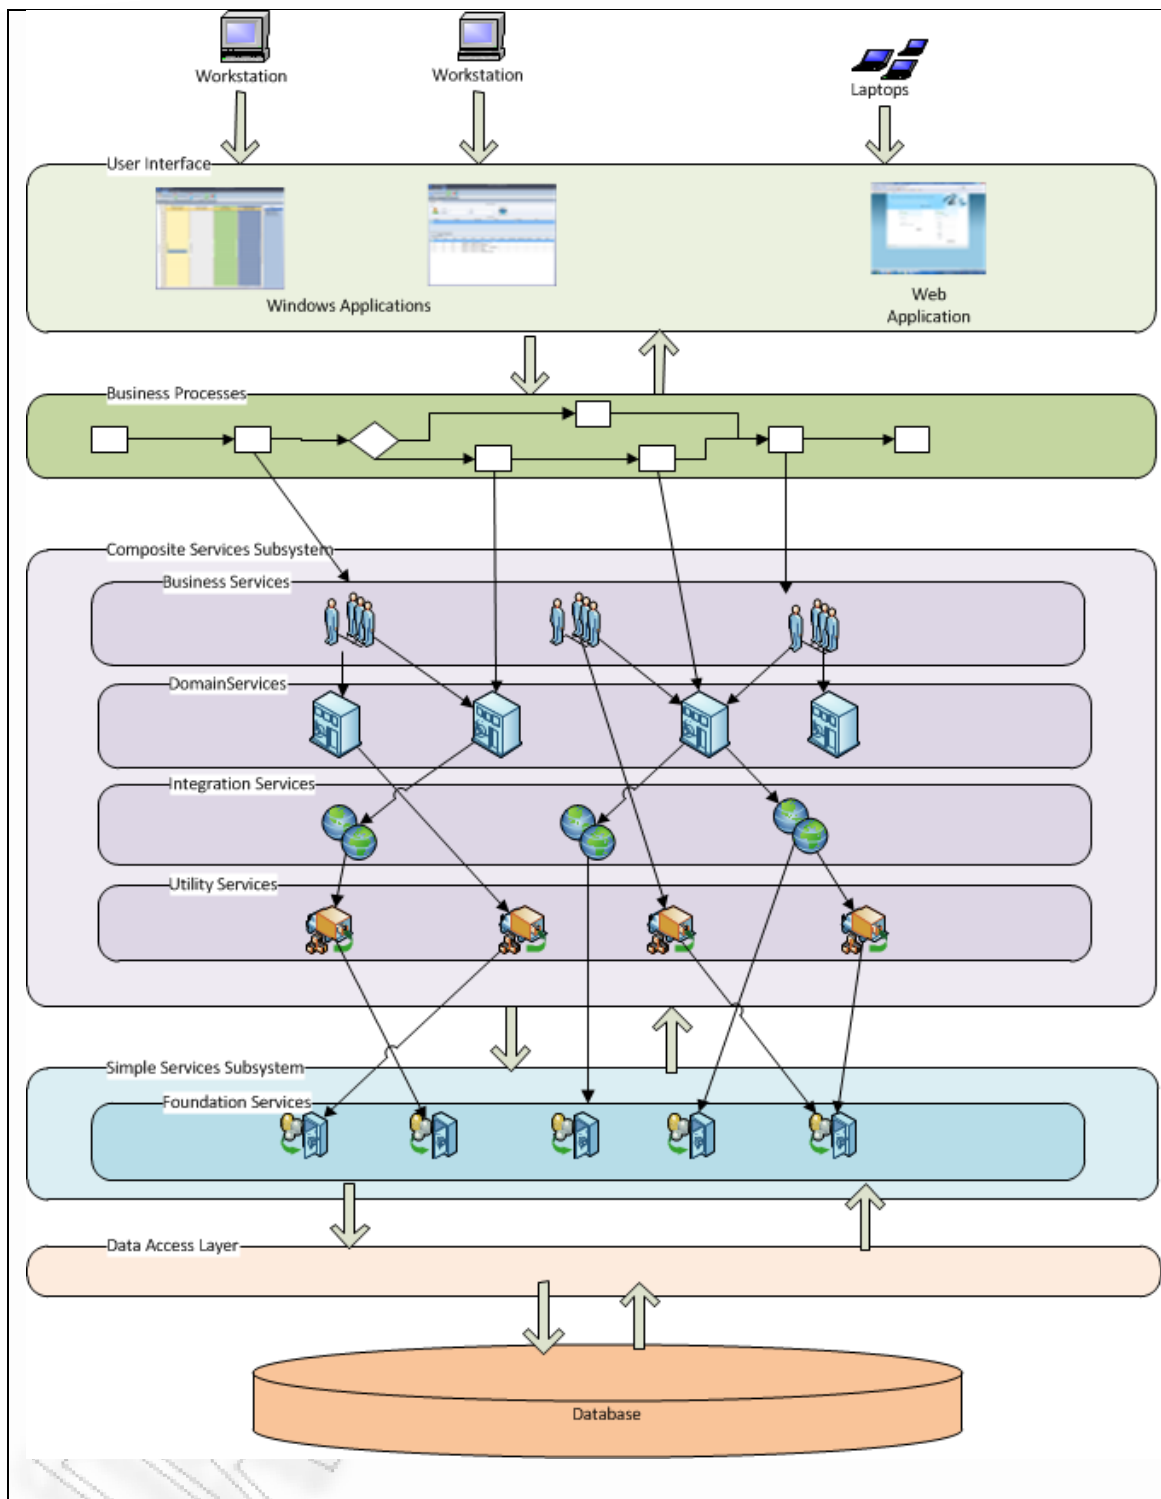 Workstation
Workstation
Laptops
User Interface
Windows Applications
Web
Application
Business Processes
Composite Services Subsystem
Business Services
DomainServices
Integration Services
Utility Services
Simple Services Subsystem
Foundation Services
Data Access Layer
Database